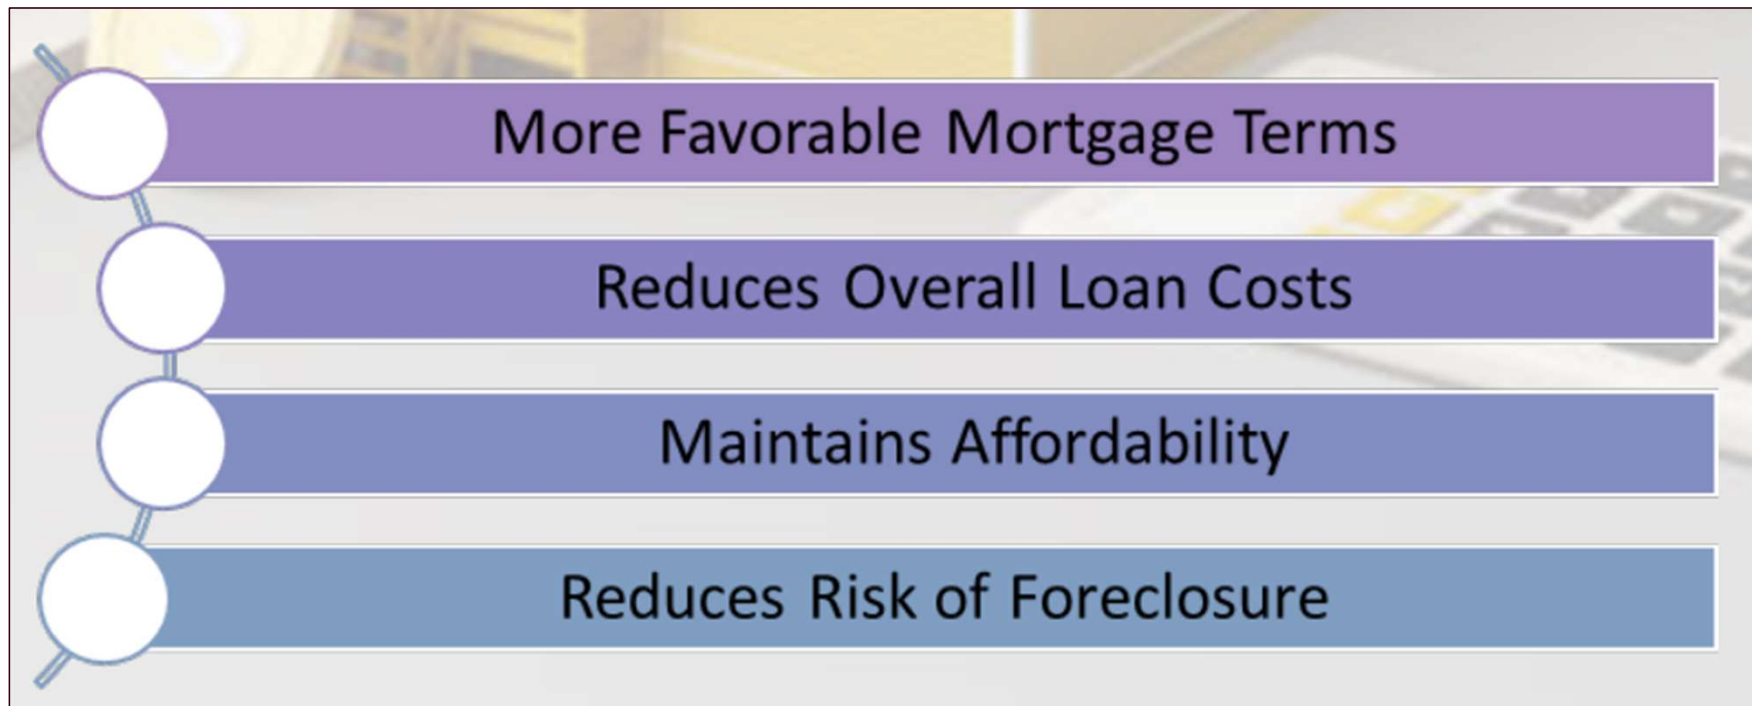 More Favorable Mortgage Terms
Reduces Overall Loan Costs
Maintains Affordability
Reduces Risk of Foreclosure